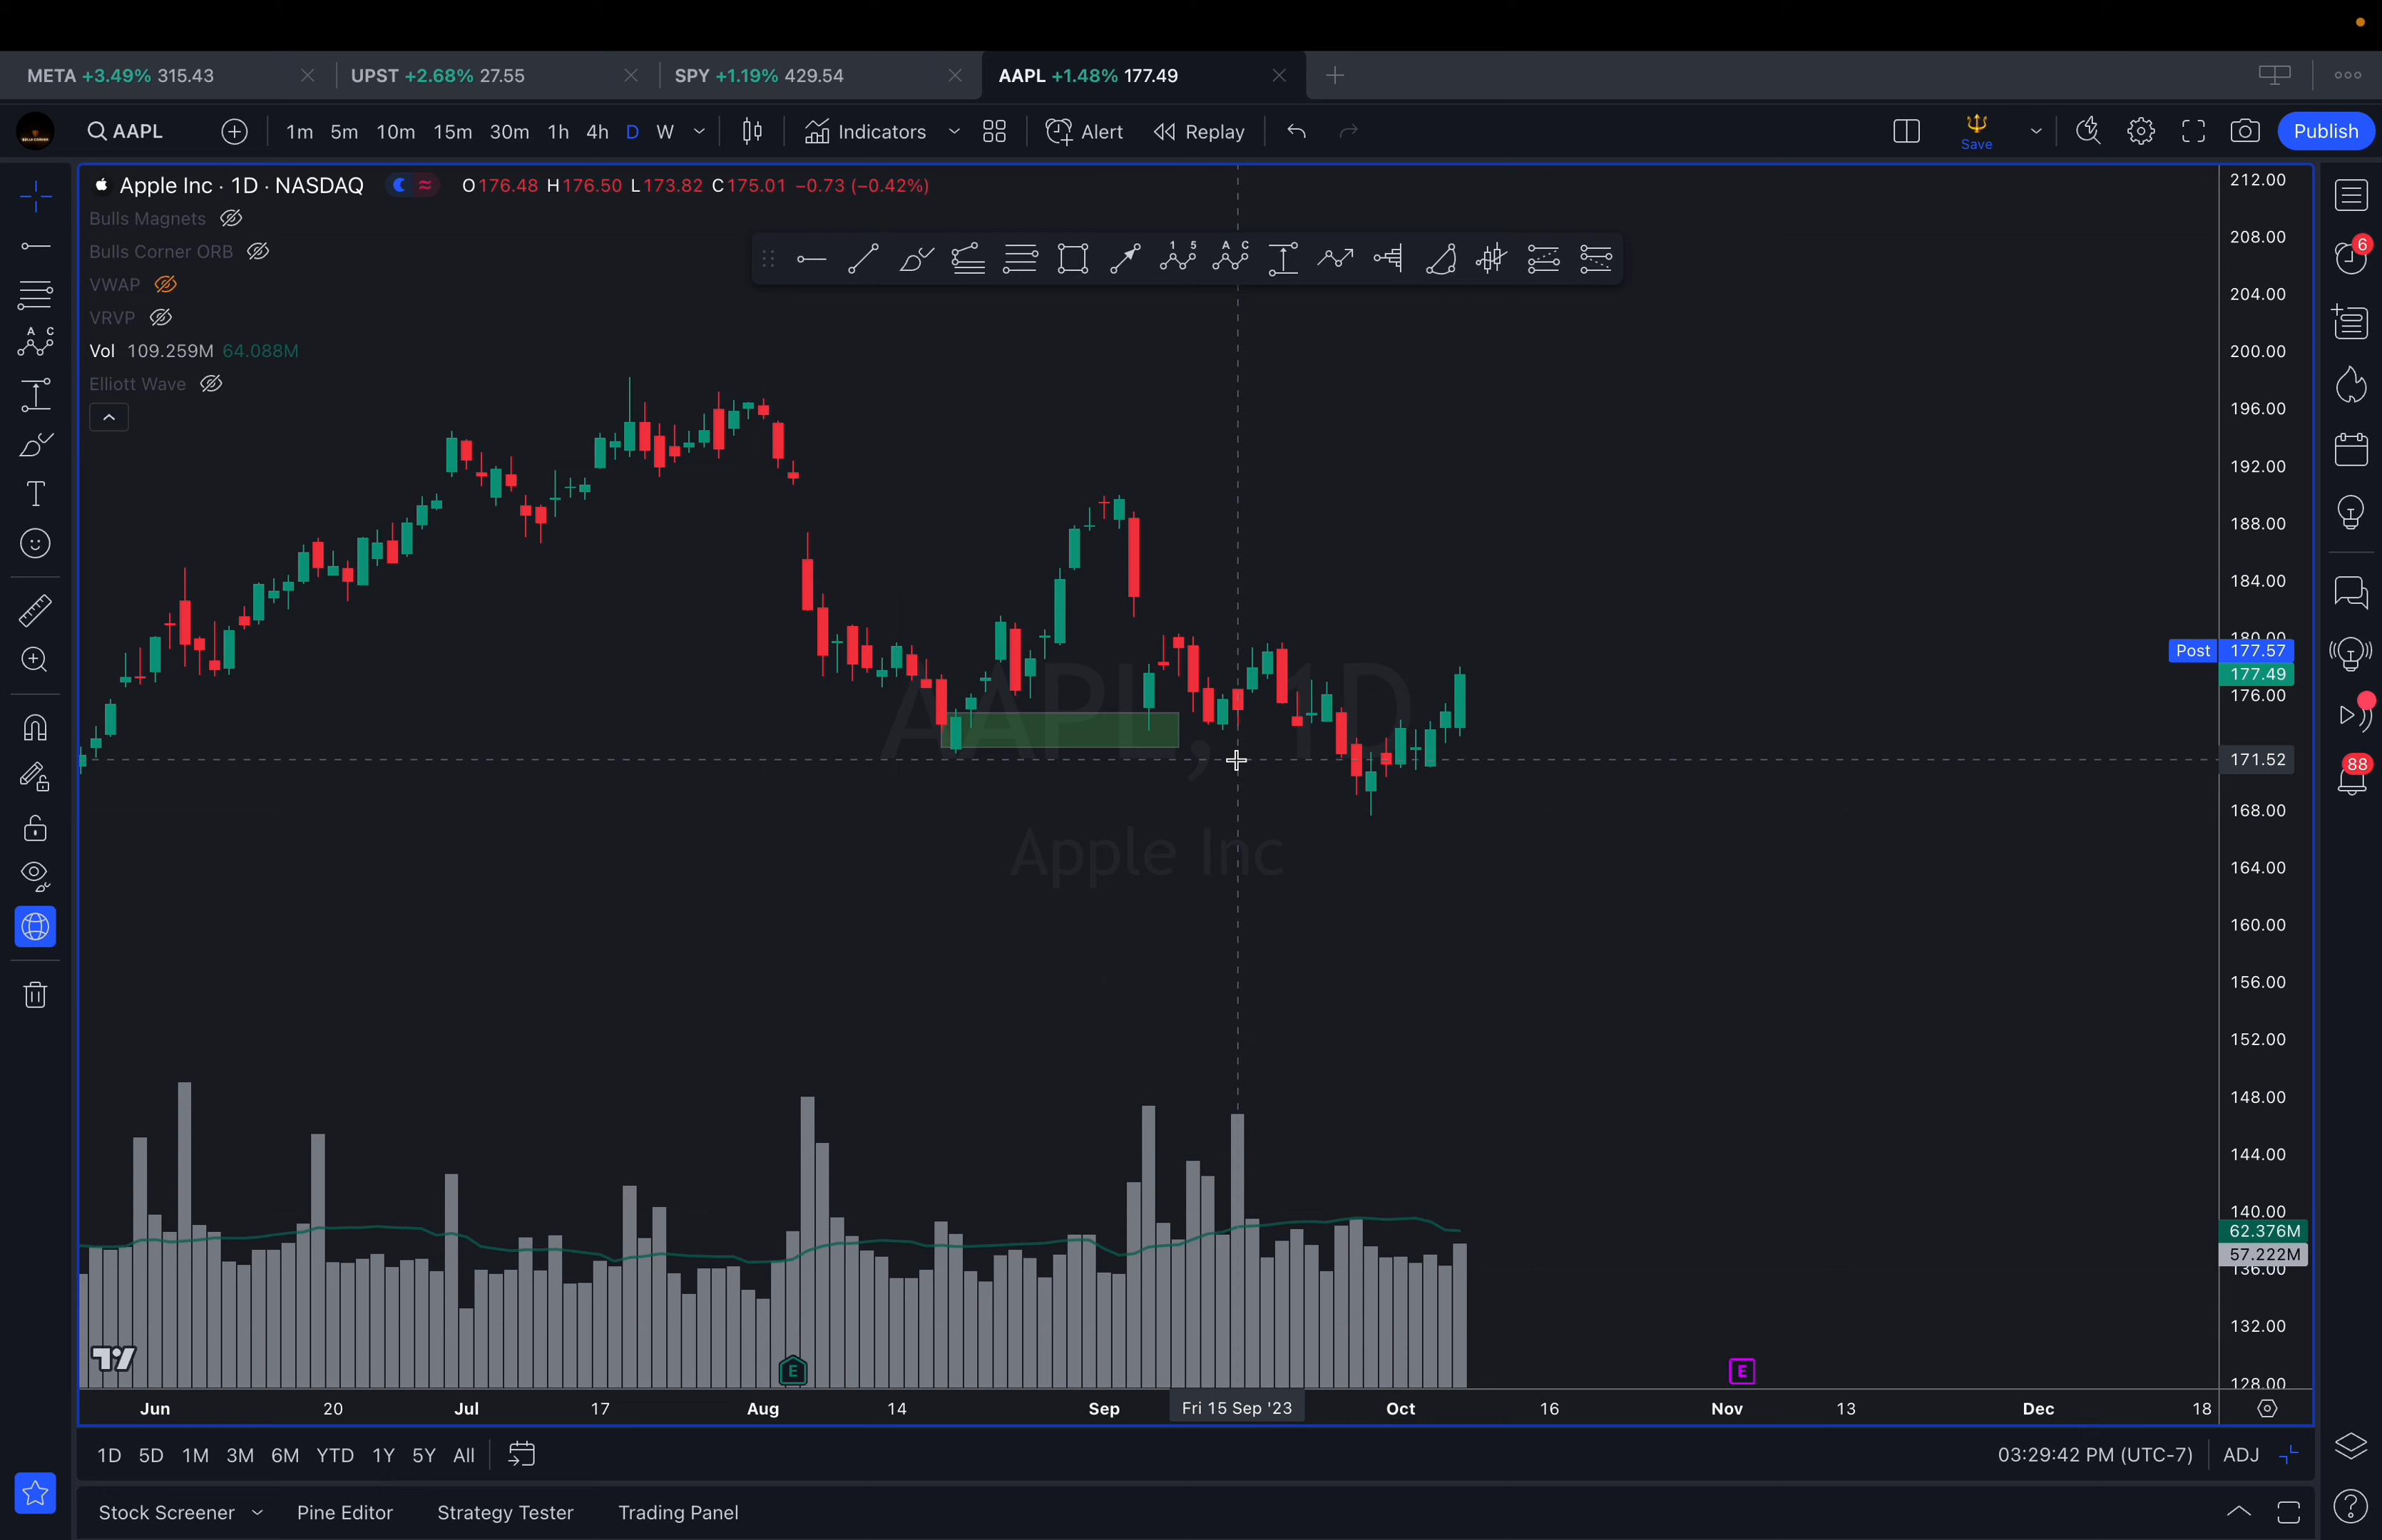 META +3.49% 315.43
UPST +2.68% 27.55
SPY +1.19% 429.54
AAPL +1.48% 177.49
AAPL
1m 5m 10m 15m 30m 1h 4h D W
Indicators
Alert
Replay
Save
Publish
Apple Inc · 1D · NASDAQ
O176.48 H176.50 L173.82 C175.01 −0.73 (−0.42%)
Bulls Magnets
Bulls Corner ORB
VWAP
VRVP
Vol 109.259M 64.088M
Elliott Wave
1 5
A C
A C
T
6
88
AAPL, 1D
Apple Inc
212.00
208.00
204.00
200.00
196.00
192.00
188.00
184.00
180.00
Post 177.57
177.49
176.00
171.52
168.00
164.00
160.00
156.00
152.00
148.00
144.00
140.00
62.376M
57.222M
136.00
132.00
128.00
E
E
Jun 20 Jul 17 Aug 14 Sep Fri 15 Sep '23 Oct 16 Nov 13 Dec 18
1D 5D 1M 3M 6M YTD 1Y 5Y All
03:29:42 PM (UTC-7)
ADJ
Stock Screener
Pine Editor
Strategy Tester
Trading Panel